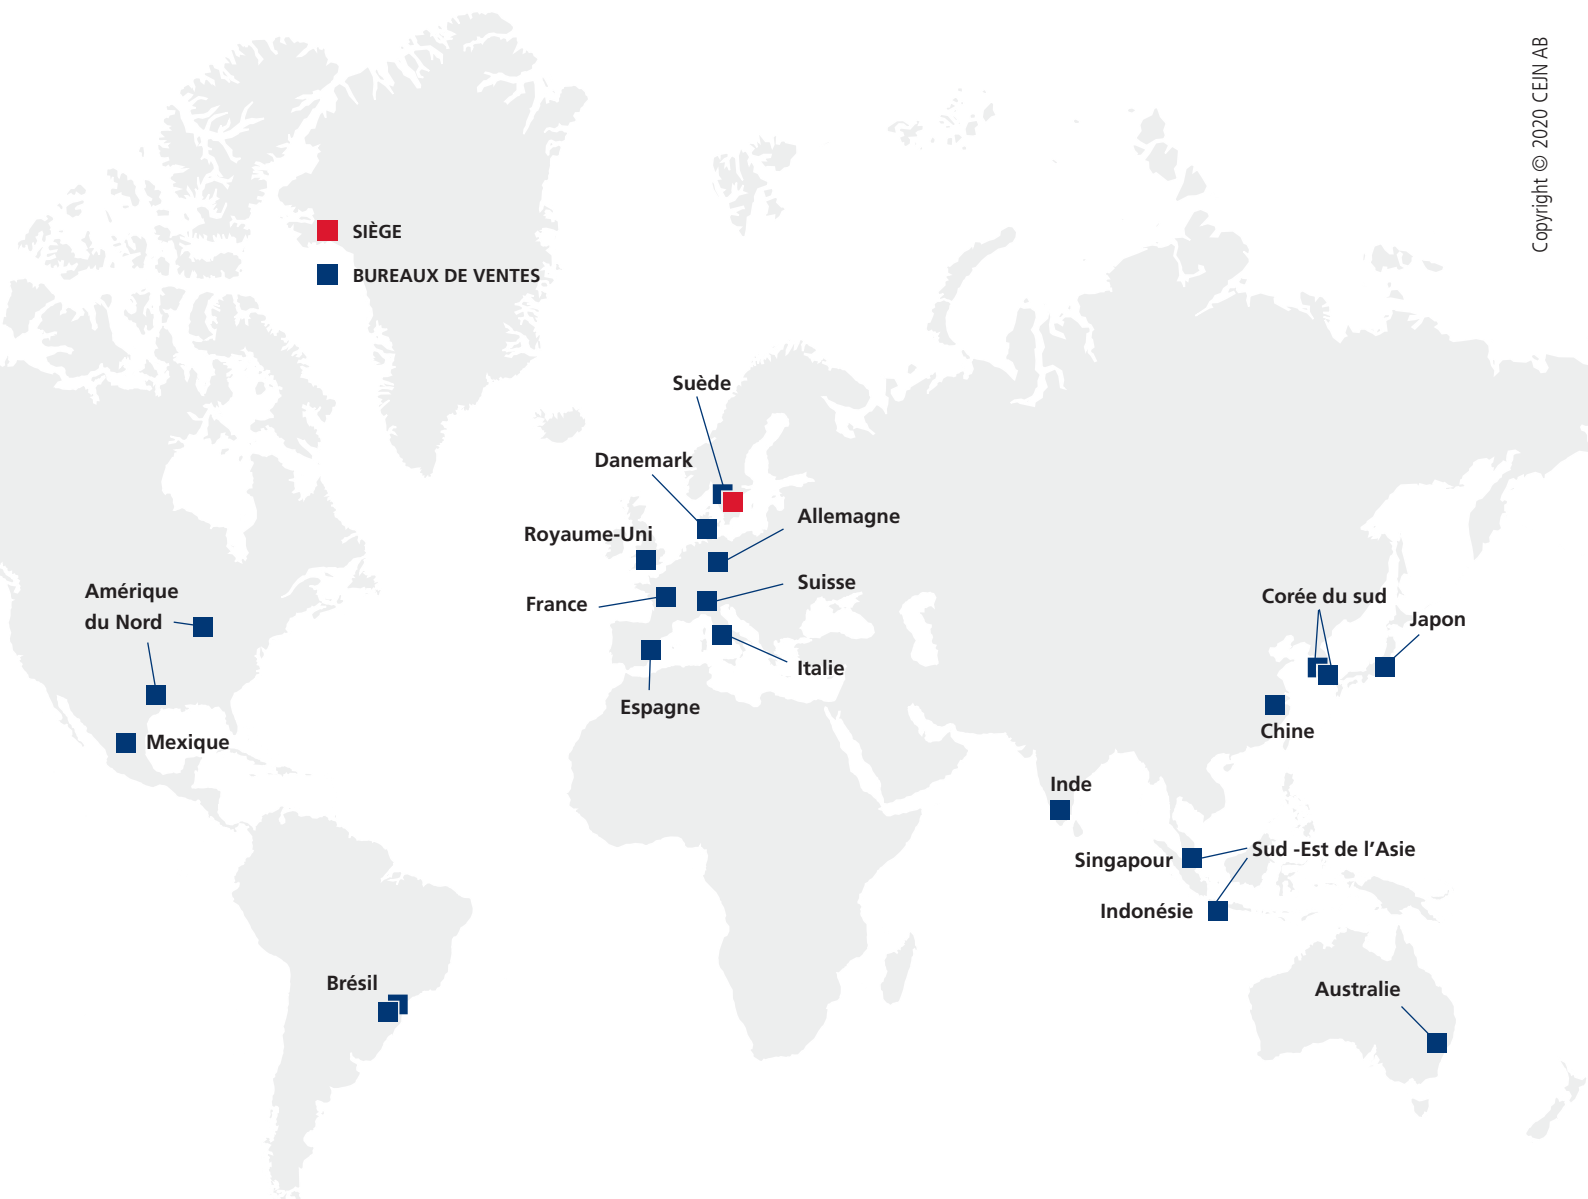 Copyright © 2020 CEJN AB
SIÈGE
BUREAUX DE VENTES
Suède
Danemark
Allemagne
Royaume-Uni
Suisse
France
Amérique
du Nord
Corée du sud
Japon
Italie
Espagne
Chine
Mexique
Inde
Sud -Est de l’Asie
Singapour
Indonésie
Brésil
Australie